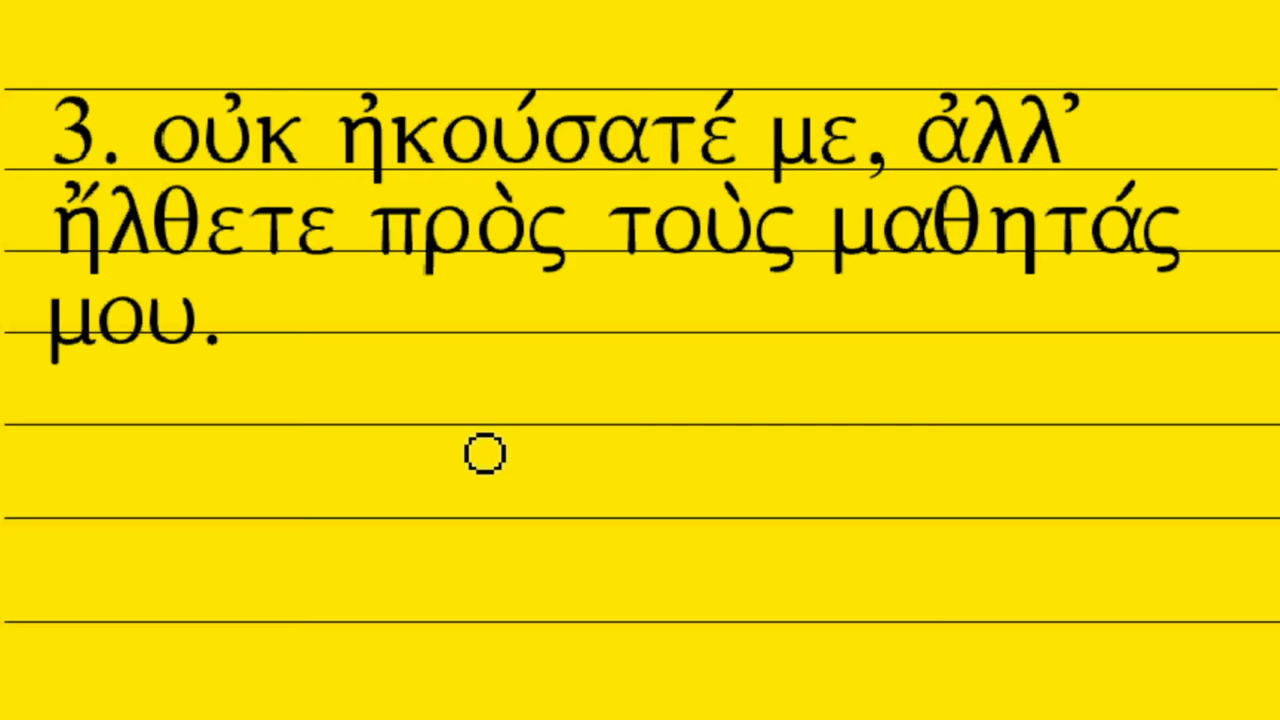 3. οὐκ ἠκούσατέ με, ἀλλ’
ἤλθετε πρὸς τοὺς μαθητάς
μου.